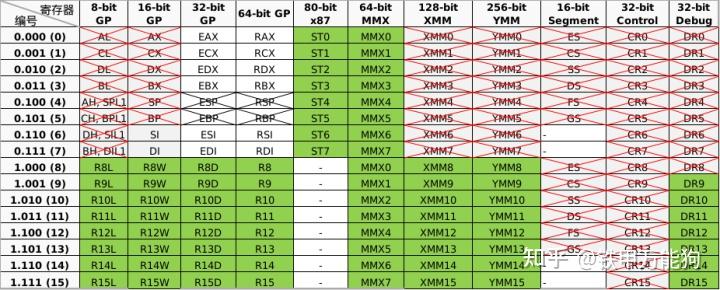 寄存器 编号 8-bit GP 16-bit GP 32-bit GP 64-bit GP 80-bit x87 64-bit MMX 128-bit XMM 256-bit YMM 16-bit Segment 32-bit Control 32-bit Debug
0.000 (0) AL AX EAX RAX ST0 MMX0 XMM0 YMM0 ES CR0 DR0
0.001 (1) CL CX ECX RCX ST1 MMX1 XMM1 YMM1 CS CR1 DR1
0.010 (2) DL DX EDX RDX ST2 MMX2 XMM2 YMM2 SS CR2 DR2
0.011 (3) BL BX EBX RBX ST3 MMX3 XMM3 YMM3 DS CR3 DR3
0.100 (4) AH, SPL1 SP ESP RSP ST4 MMX4 XMM4 YMM4 FS CR4 DR4
0.101 (5) CH, BPL1 BP EBP RBP ST5 MMX5 XMM5 YMM5 GS CR5 DR5
0.110 (6) DH, SIL1 SI ESI RSI ST6 MMX6 XMM6 YMM6 - CR6 DR6
0.111 (7) BH, DIL1 DI EDI RDI ST7 MMX7 XMM7 YMM7 - CR7 DR7
1.000 (8) R8L R8W R8D R8 - MMX0 XMM8 YMM8 ES CR8 DR8
1.001 (9) R9L R9W R9D R9 - MMX1 XMM9 YMM9 CS CR9 DR9
1.010 (10) R10L R10W R10D R10 - MMX2 XMM10 YMM10 SS CR10 DR10
1.011 (11) R11L R11W R11D R11 - MMX3 XMM11 YMM11 DS CR11 DR11
1.100 (12) R12L R12W R12D R12 - MMX4 XMM12 YMM12 FS CR12 DR12
1.101 (13) R13L R13W R13D R13 - MMX5 XMM13 YMM13 GS CR13 DR13
1.110 (14) R14L R14W R14D R14 - MMX6 XMM14 YMM14 - CR14 DR14
1.111 (15) R15L R15W R15D R15 - MMX7 XMM15 YMM15 - CR15 DR15
知乎 @铁甲万能狗